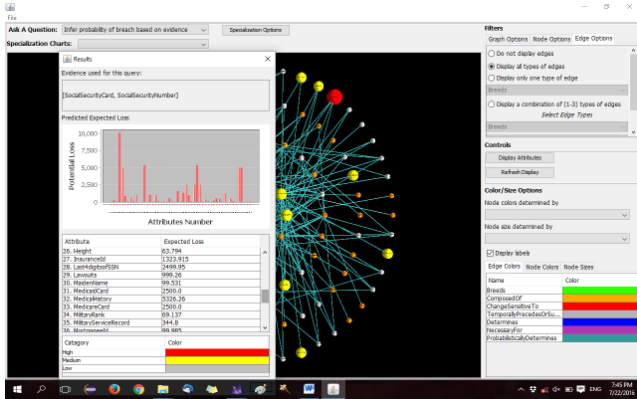 File
Ask A Question: Infer probability of breach based on evidence
Specialization Options
Specialization Charts:
Results
Evidence used for this query:
[SocialSecurityCard, SocialSecurityNumber]
Predicted Expected Loss
10,000
7,500
5,000
2,500
0
Potential Loss
Attributes Number
Attribute Expected Loss
26. Height 63.794
27. InsuranceId 1323.915
28. Last4digitsofSSN 2499.95
29. Lawsuits 999.26
30. MaidenName 99.531
31. MedicaidCard 2500.0
32. MedicalHistory 5326.26
33. MedicareCard 2500.0
34. MilitaryRank 69.137
35. MilitaryServiceRecord 344.8
Category Color
High
Medium
Low
Filters
Graph Options Node Options Edge Options
Do not display edges
Display all types of edges
Display only one type of edge
Breeds
Display a combination of [1-3] types of edges
Select Edge Types
Breeds
Controls
Display Attributes
Refresh Display
Color/Size Options
Node colors determined by
Node size determined by
Display labels
Edge Colors Node Colors Node Sizes
Name Color
Breeds
ComposedOf
ChangeSensitiveTo
TemporallyPrecedesOrSu...
Determines
NecessaryFor
ProbabilisticallyDetermines
ENG
7:45 PM
7/22/2016